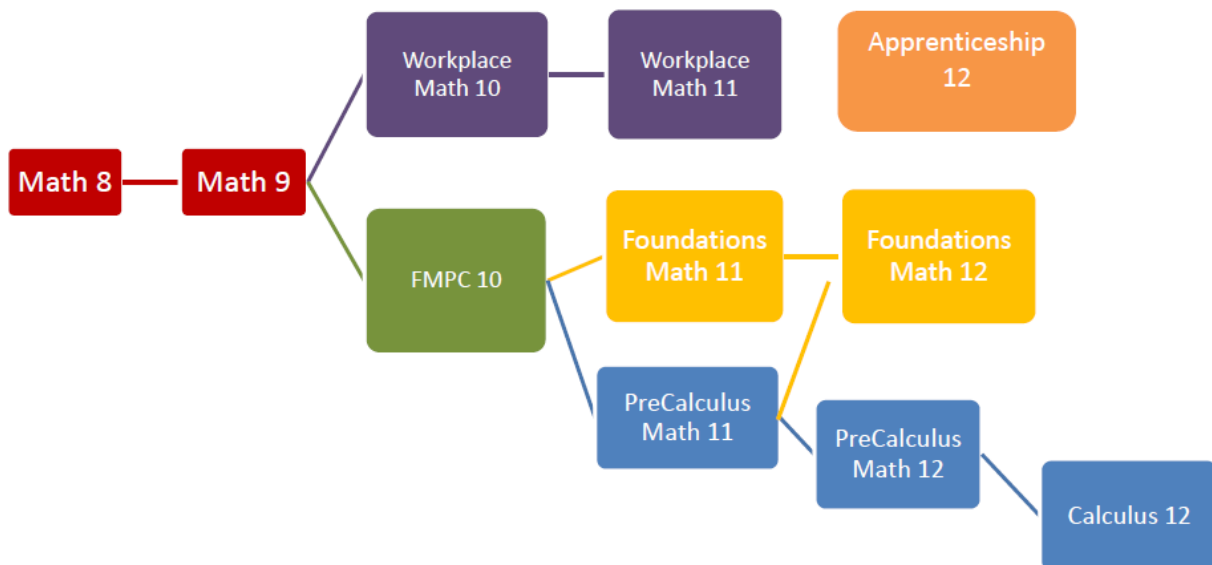 Workplace
Math 10
Workplace
Math 11
Apprenticeship
12
Math 8
Math 9
FMPC 10
Foundations
Math 11
Foundations
Math 12
PreCalculus
Math 11
PreCalculus
Math 12
Calculus 12